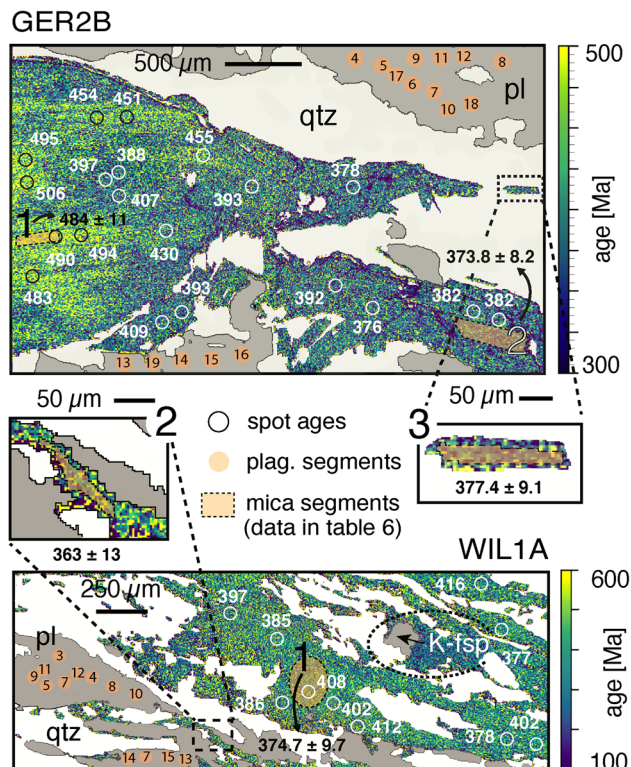 GER2B
500 µm
4 5 17 9 6 11 7 12 10 18 8
pl
qtz
500
age [Ma]
300
454 451
495
455
397 388
506
407
393
378
1 484 ± 11
490 494
430
483
393
409
392
376
373.8 ± 8.2
382 382
2
13 19 14 15 16
50 µm
2
363 ± 13
spot ages
plag. segments
mica segments
(data in table 6)
50 µm
3
377.4 ± 9.1
WIL1A
250 µm
397
385
416
K-fsp
377
pl
3
9 11 5 7 12 4 8 10
1
408
386
402
412
374.7 ± 9.7
378
402
qtz
14 7 15 13
600
age [Ma]
100